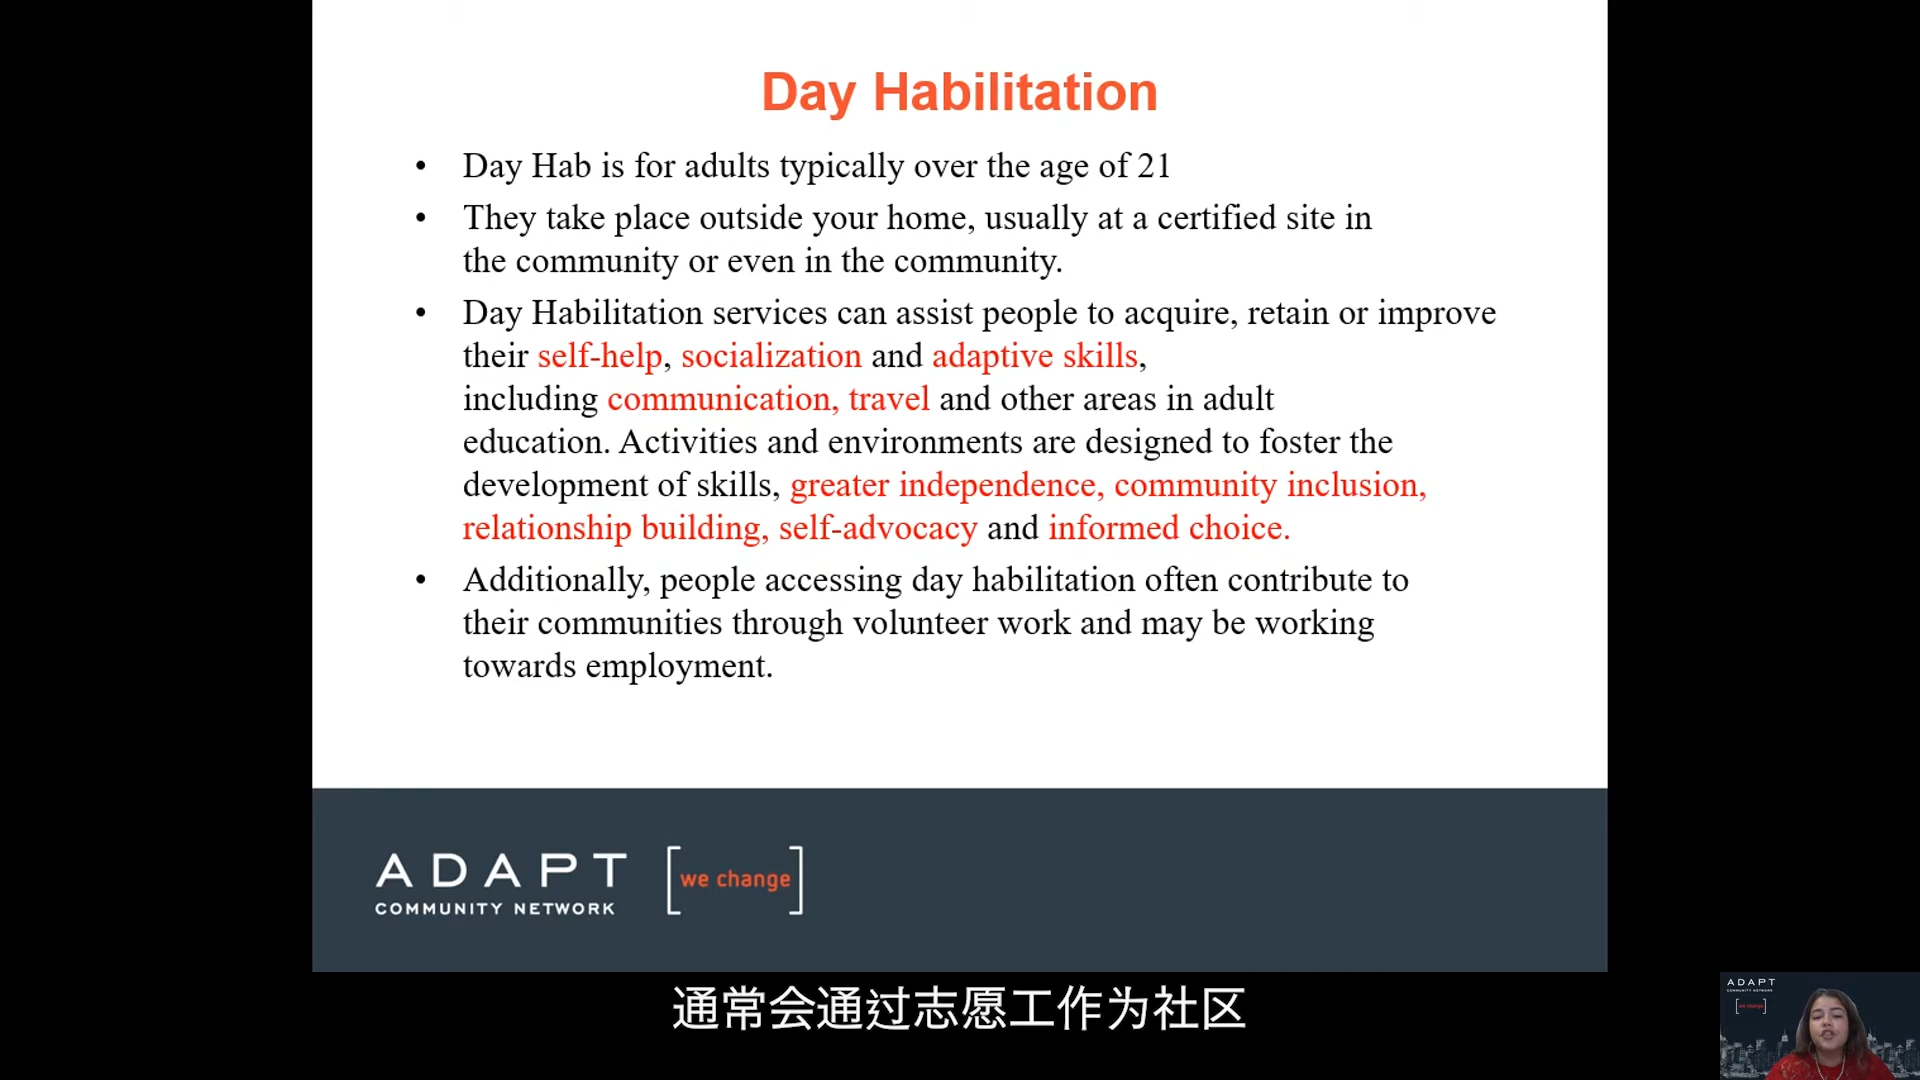 Day Habilitation
• Day Hab is for adults typically over the age of 21
• They take place outside your home, usually at a certified site in
the community or even in the community.
• Day Habilitation services can assist people to acquire, retain or improve
their self-help, socialization and adaptive skills,
including communication, travel and other areas in adult
education. Activities and environments are designed to foster the
development of skills, greater independence, community inclusion,
relationship building, self-advocacy and informed choice.
• Additionally, people accessing day habilitation often contribute to
their communities through volunteer work and may be working
towards employment.
ADAPT
COMMUNITY NETWORK
[we change]
通常会通过志愿工作为社区
ADAPT
COMMUNITY NETWORK
[we change]